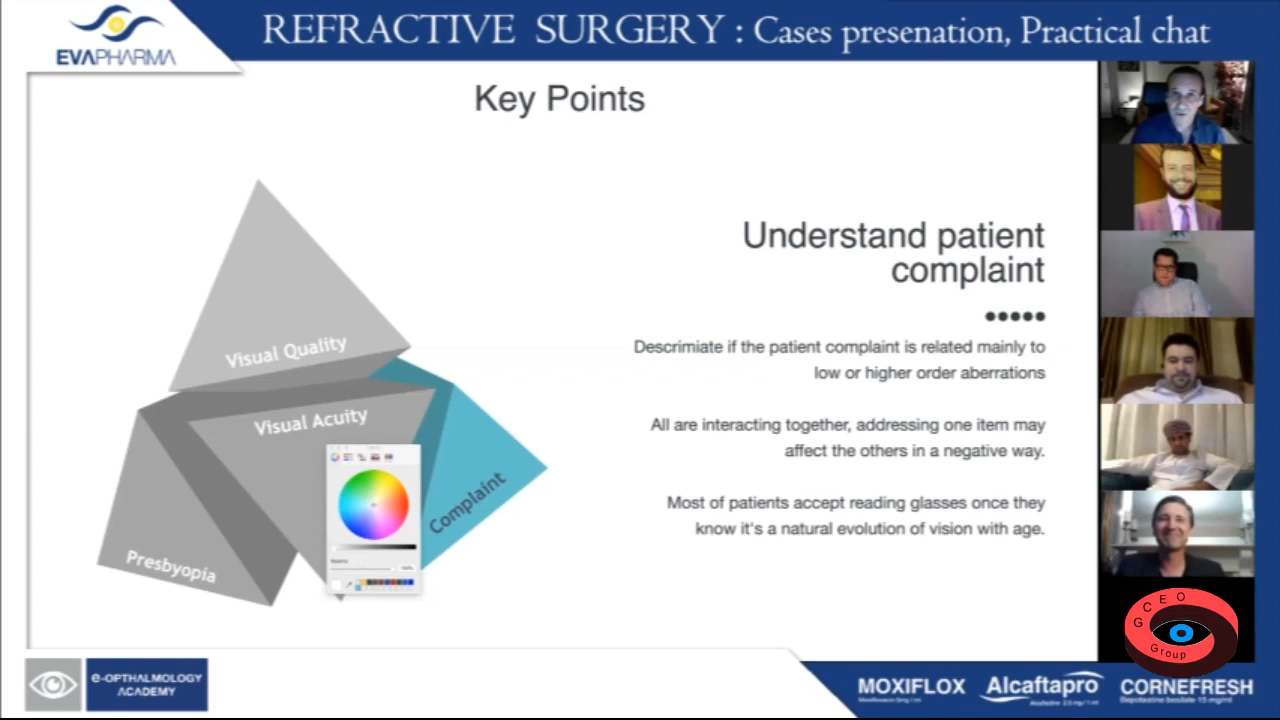 EVAPHARMA
REFRACTIVE SURGERY : Cases presenation, Practical chat
Key Points
Visual Quality
Visual Acuity
Complaint
Presbyopia
Understand patient
complaint
Descrimiate if the patient complaint is related mainly to
low or higher order aberrations
All are interacting together, addressing one item may
affect the others in a negative way.
Most of patients accept reading glasses once they
know it's a natural evolution of vision with age.
GCEO
Group
e-OPTHALMOLOGY
ACADEMY
MOXIFLOX
Alcaftapro
CORNEFRESH